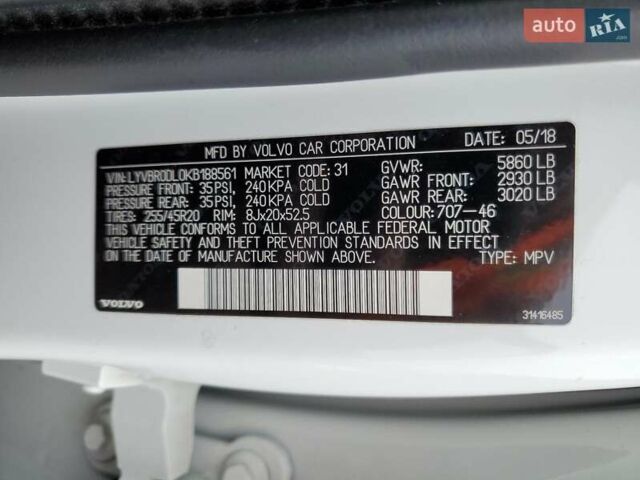 auto RIA
.com
MFD BY VOLVO CAR CORPORATION DATE: 05/18
VIN: LYVBR0DL0KB188561 MARKET CODE: 31 GVWR: 5860 LB
PRESSURE FRONT: 35PSI, 240KPA COLD GAWR FRONT: 2930 LB
PRESSURE REAR: 35PSI, 240KPA COLD GAWR REAR: 3020 LB
TIRES: 255/45R20 RIM: 8Jx20x52.5 COLOUR: 707-46
THIS VEHICLE CONFORMS TO ALL APPLICABLE FEDERAL MOTOR
VEHICLE SAFETY AND THEFT PREVENTION STANDARDS IN EFFECT
ON THE DATE OF MANUFACTURE SHOWN ABOVE. TYPE: MPV
VOLVO 31416485